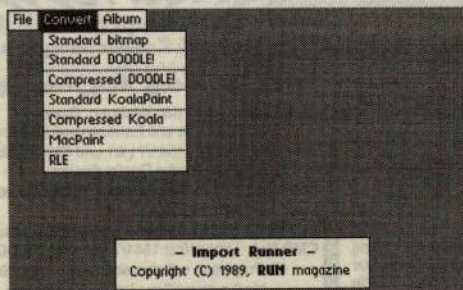 File Convert Album
Standard bitmap
Standard DOODLE!
Compressed DOODLE!
Standard KoalaPaint
Compressed Koala
MacPaint
RLE
– Import Runner –
Copyright (C) 1989, RUN magazine